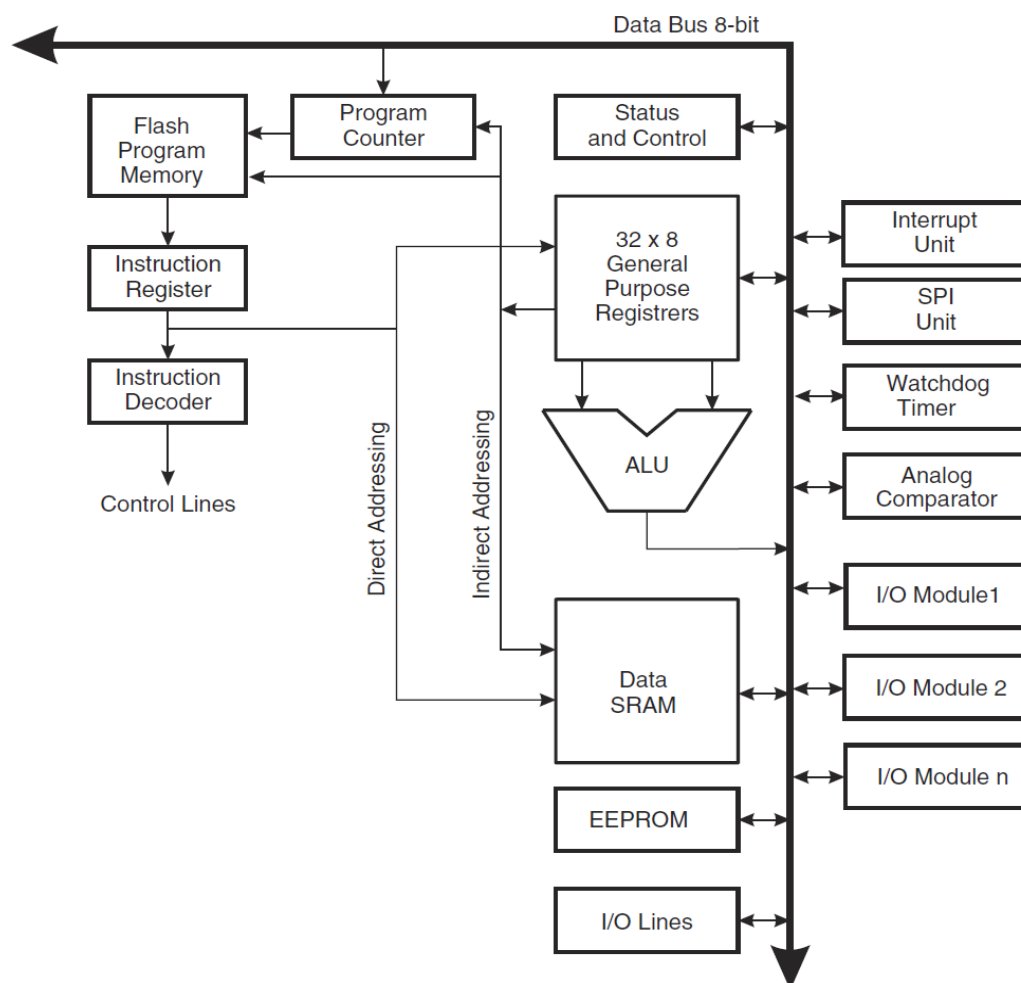 Data Bus 8-bit
Flash
Program
Memory
Program
Counter
Status
and Control
Interrupt
Unit
32 x 8
General
Purpose
Registrers
Instruction
Register
SPI
Unit
Instruction
Decoder
Watchdog
Timer
ALU
Analog
Comparator
Control Lines
Direct Addressing
Indirect Addressing
I/O Module1
Data
SRAM
I/O Module 2
I/O Module n
EEPROM
I/O Lines